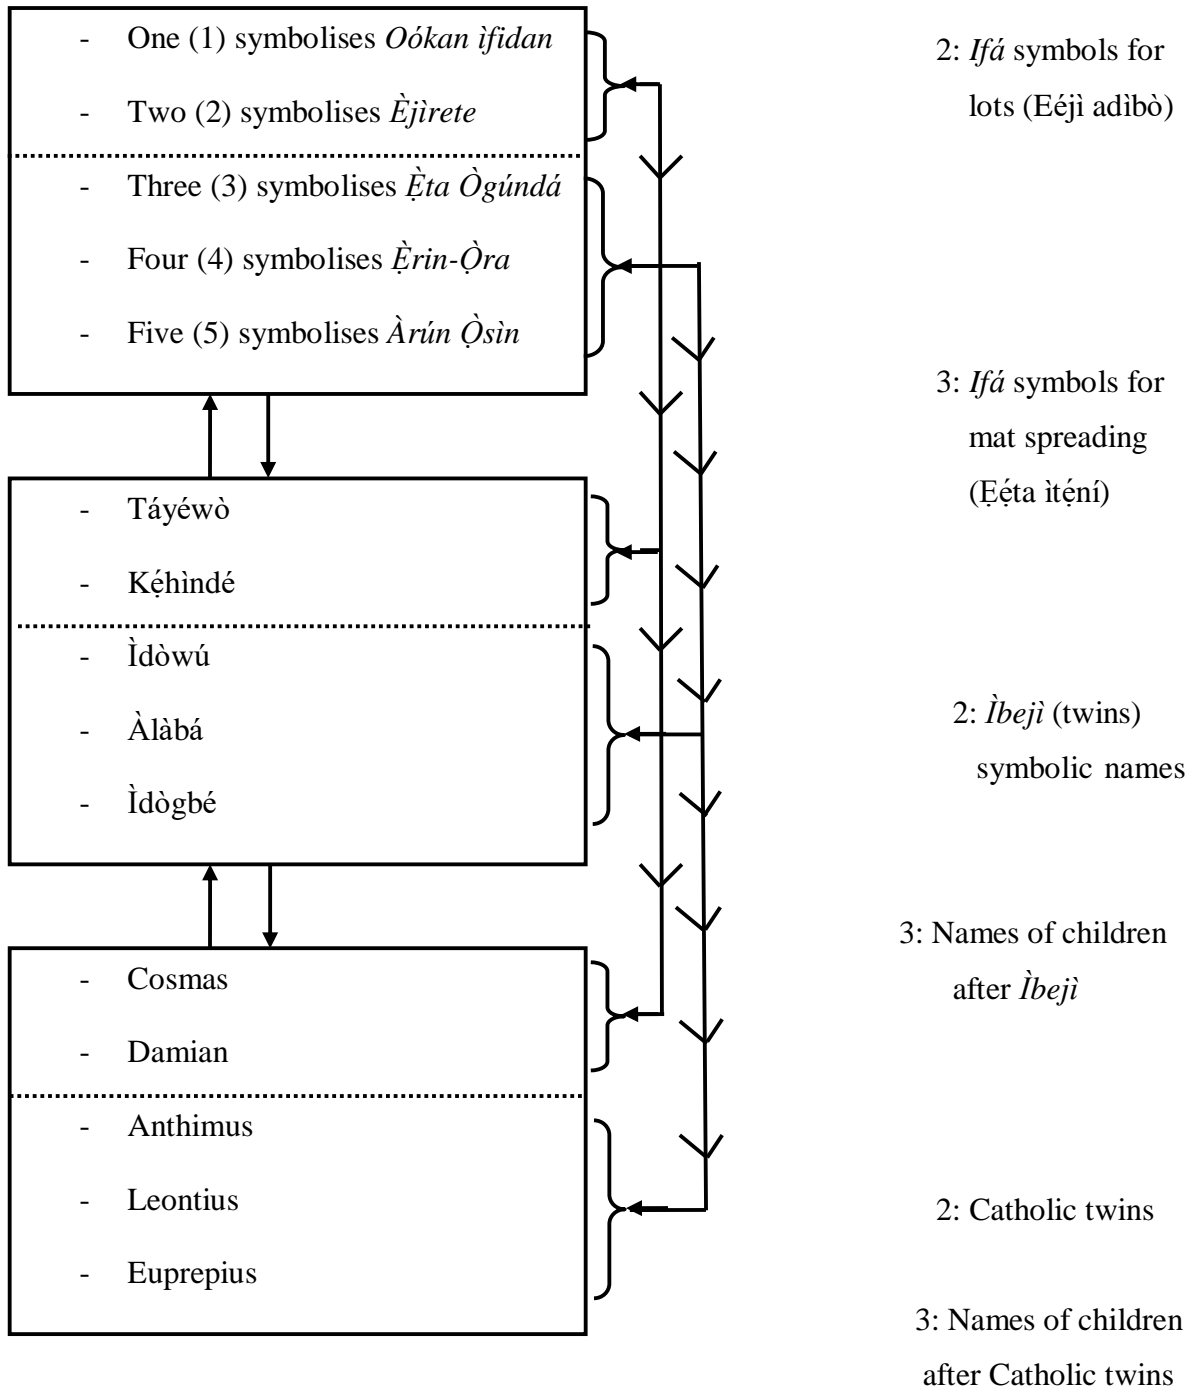 - One (1) symbolises Oókan ìfidan
- Two (2) symbolises Èjìrete
- Three (3) symbolises Ẹ̀ta Ògúndá
- Four (4) symbolises Ẹ̀rin-Ọ̀ra
- Five (5) symbolises Àrún Ọ̀sìn
- Táyéwò
- Kẹ́hìndé
- Ìdòwú
- Àlàbá
- Ìdògbé
- Cosmas
- Damian
- Anthimus
- Leontius
- Euprepius
2: Ifá symbols for
lots (Eéjì adìbò)
3: Ifá symbols for
mat spreading
(Ẹẹ́ta ìtẹ́ní)
2: Ìbejì (twins)
symbolic names
3: Names of children
after Ìbejì
2: Catholic twins
3: Names of children
after Catholic twins